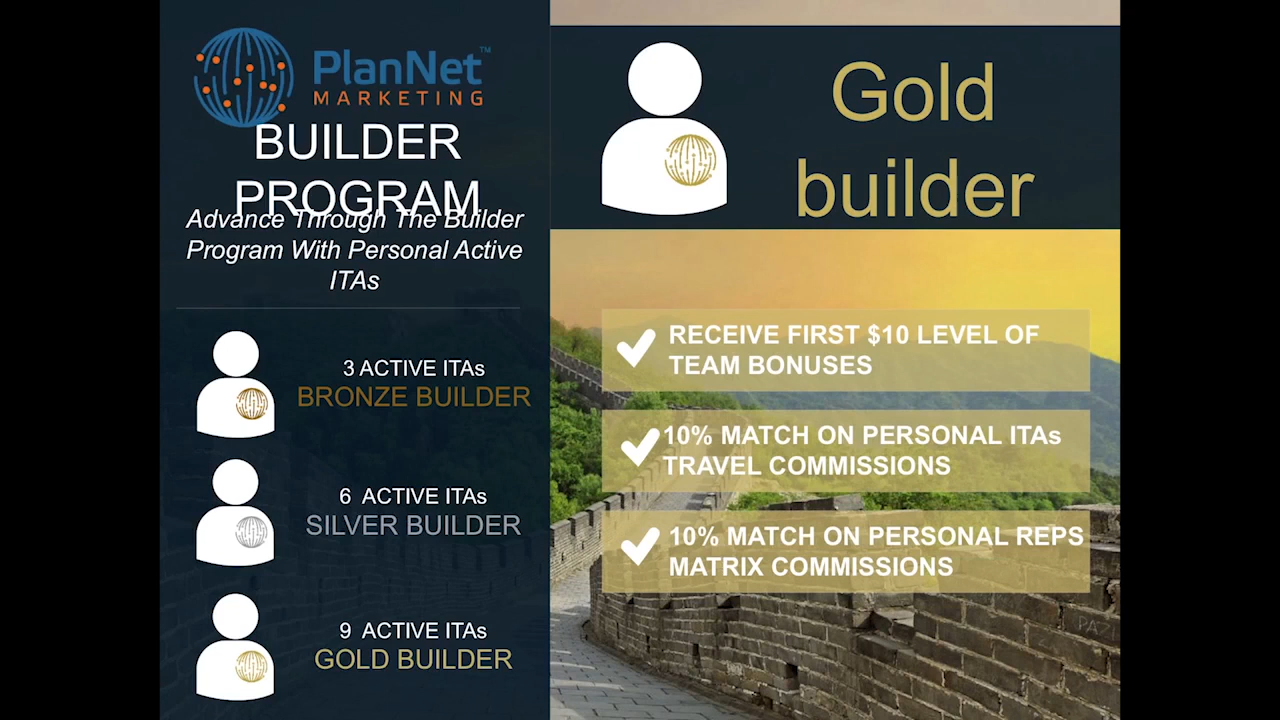 PlanNet™
MARKETING
BUILDER
PROGRAM
Advance Through The Builder
Program With Personal Active
ITAs
3 ACTIVE ITAs
BRONZE BUILDER
6 ACTIVE ITAs
SILVER BUILDER
9 ACTIVE ITAs
GOLD BUILDER
Gold
builder
RECEIVE FIRST $10 LEVEL OF
TEAM BONUSES
10% MATCH ON PERSONAL ITAs
TRAVEL COMMISSIONS
10% MATCH ON PERSONAL REPS
MATRIX COMMISSIONS